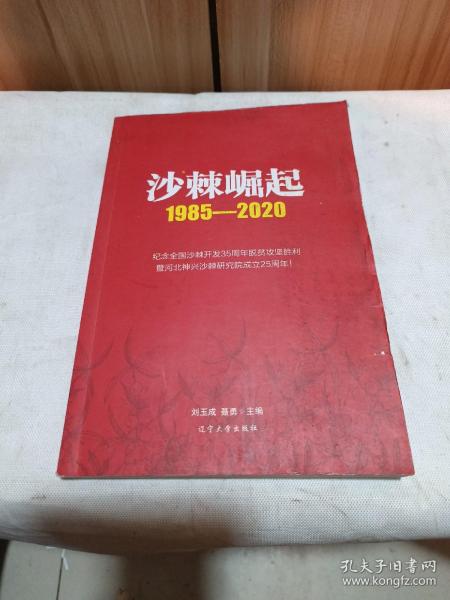 沙棘崛起
1985—2020
纪念全国沙棘开发35周年脱贫攻坚胜利
暨河北神兴沙棘研究院成立25周年！
刘玉成 聂勇 主编
辽宁大学出版社
孔夫子旧书网
www.kongfz.com